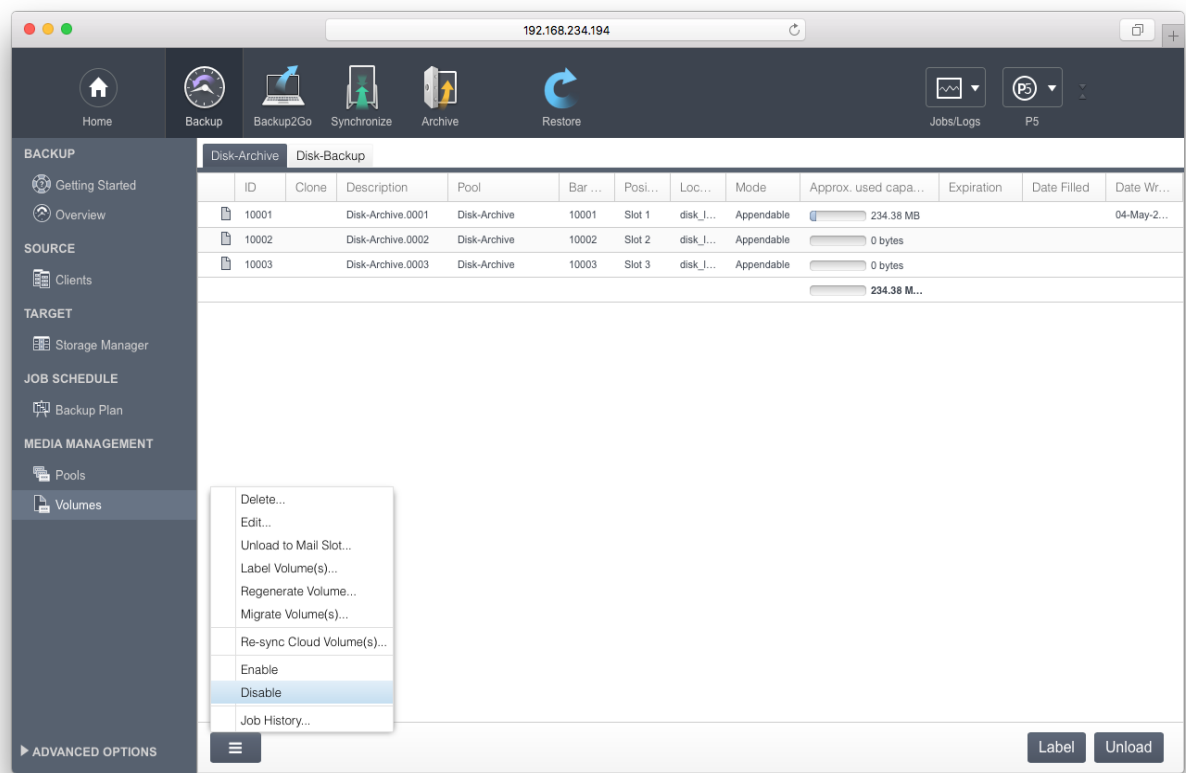 192.168.234.194
Home
Backup
Backup2Go
Synchronize
Archive
Restore
Jobs/Logs
P5
P5
BACKUP
Getting Started
Overview
SOURCE
Clients
TARGET
Storage Manager
JOB SCHEDULE
Backup Plan
MEDIA MANAGEMENT
Pools
Volumes
ADVANCED OPTIONS
Disk-Archive Disk-Backup
ID Clone Description Pool Bar ... Posi... Loc... Mode Approx. used capa... Expiration Date Filled Date Wr...
10001 Disk-Archive.0001 Disk-Archive 10001 Slot 1 disk_l... Appendable 234.38 MB 04-May-2...
10002 Disk-Archive.0002 Disk-Archive 10002 Slot 2 disk_l... Appendable 0 bytes
10003 Disk-Archive.0003 Disk-Archive 10003 Slot 3 disk_l... Appendable 0 bytes
234.38 M...
Delete...
Edit...
Unload to Mail Slot...
Label Volume(s)...
Regenerate Volume...
Migrate Volume(s)...
Re-sync Cloud Volume(s)...
Enable
Disable
Job History...
Label Unload